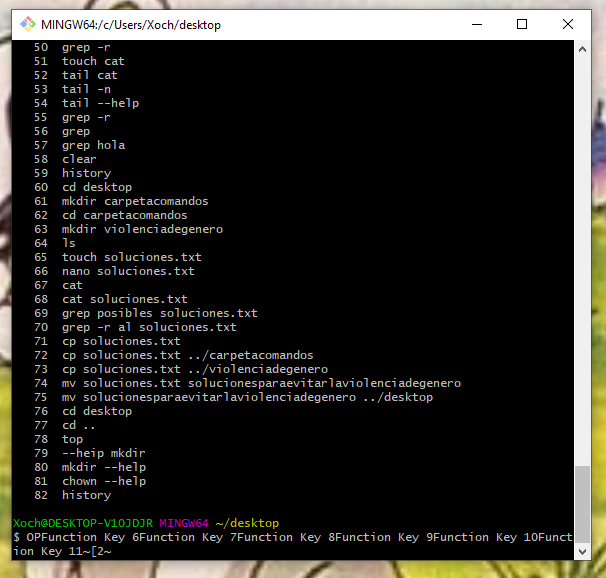 MINGW64:/c/Users/Xoch/desktop
50 grep -r
51 touch cat
52 tail cat
53 tail -n
54 tail --help
55 grep -r
56 grep
57 grep hola
58 clear
59 history
60 cd desktop
61 mkdir carpetacomandos
62 cd carpetacomandos
63 mkdir violenciadegenero
64 ls
65 touch soluciones.txt
66 nano soluciones.txt
67 cat
68 cat soluciones.txt
69 grep posibles soluciones.txt
70 grep -r al soluciones.txt
71 cp soluciones.txt
72 cp soluciones.txt ../carpetacomandos
73 cp soluciones.txt ../violenciadegenero
74 mv soluciones.txt solucionesparaevitarlaviolenciadegenero
75 mv solucionesparaevitarlaviolenciadegenero ../desktop
76 cd desktop
77 cd ..
78 top
79 --heip mkdir
80 mkdir --help
81 chown --help
82 history
Xoch@DESKTOP-V1OJDJR MINGW64 ~/desktop
$ OPFunction Key 6Function Key 7Function Key 8Function Key 9Function Key 10Funct
ion Key 11~[2~